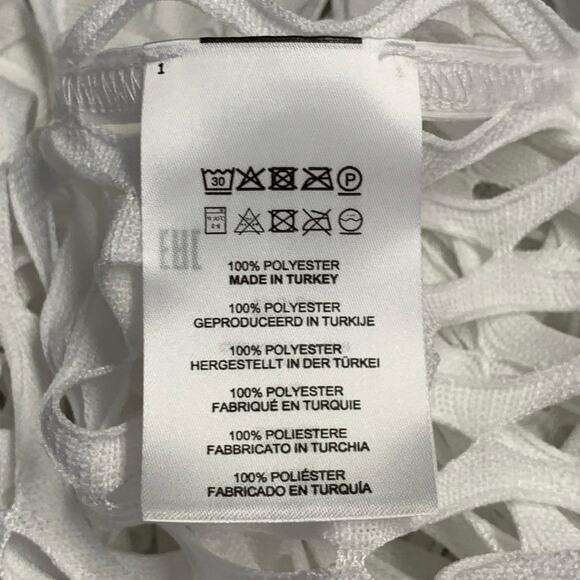 1
30
P
100% POLYESTER
MADE IN TURKEY
100% POLYESTER
GEPRODUCEERD IN TURKIJE
100% POLYESTER
HERGESTELLT IN DER TÜRKEI
100% POLYESTER
FABRIQUÉ EN TURQUIE
100% POLIESTERE
FABBRICATO IN TURCHIA
100% POLIÉSTER
FABRICADO EN TURQUÍA